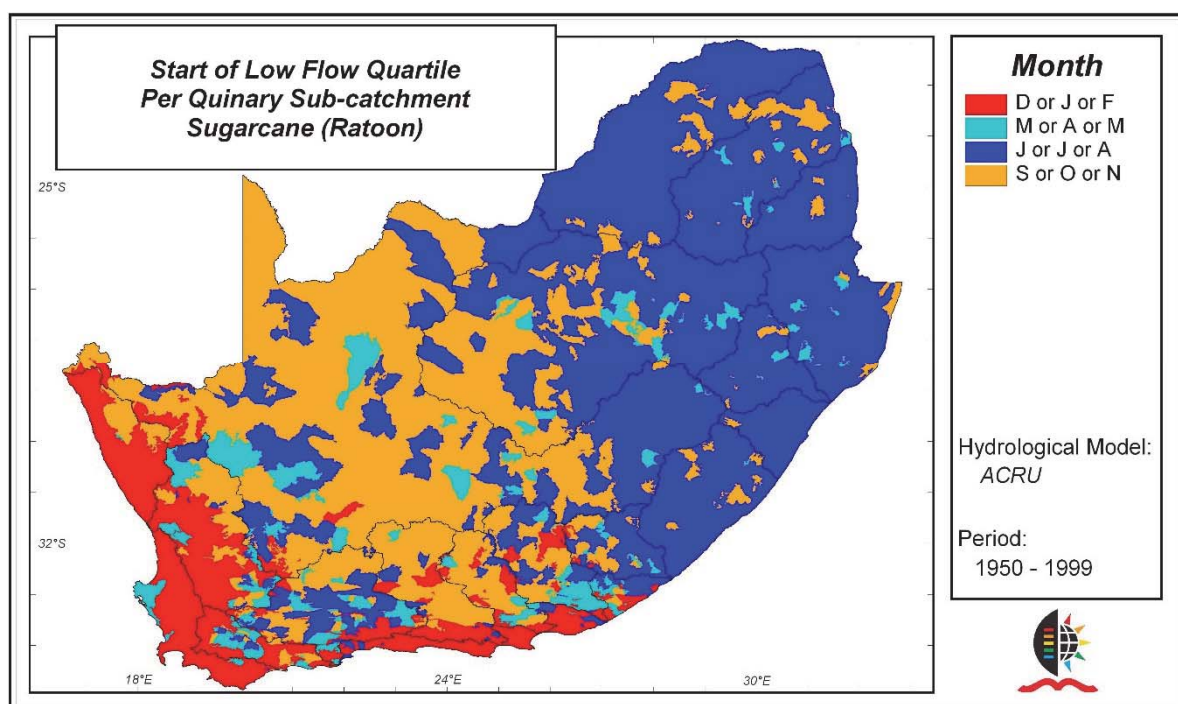 Start of Low Flow Quartile
Per Quinary Sub-catchment
Sugarcane (Ratoon)
Month
D or J or F
M or A or M
J or J or A
S or O or N
25°S
32°S
18°E
24°E
30°E
Hydrological Model:
ACRU
Period:
1950 - 1999